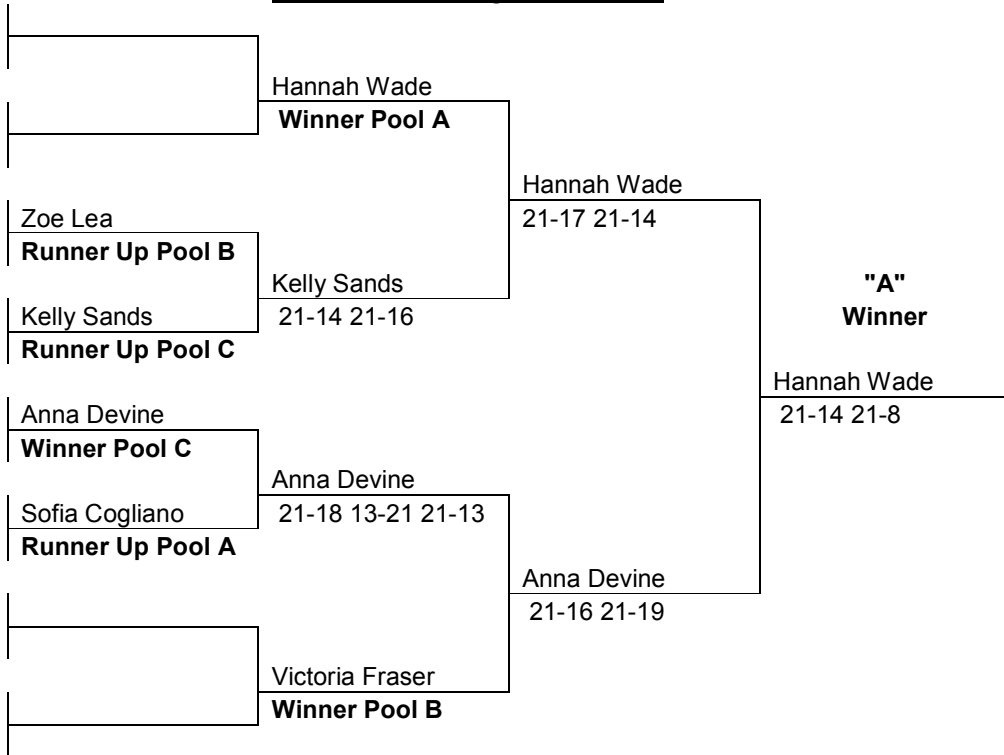 Hannah Wade
Winner Pool A
Hannah Wade
21-17 21-14
Zoe Lea
Runner Up Pool B
Kelly Sands
21-14 21-16
"A"
Winner
Kelly Sands
Runner Up Pool C
Hannah Wade
21-14 21-8
Anna Devine
Winner Pool C
Anna Devine
21-18 13-21 21-13
Sofia Cogliano
Runner Up Pool A
Anna Devine
21-16 21-19
Victoria Fraser
Winner Pool B